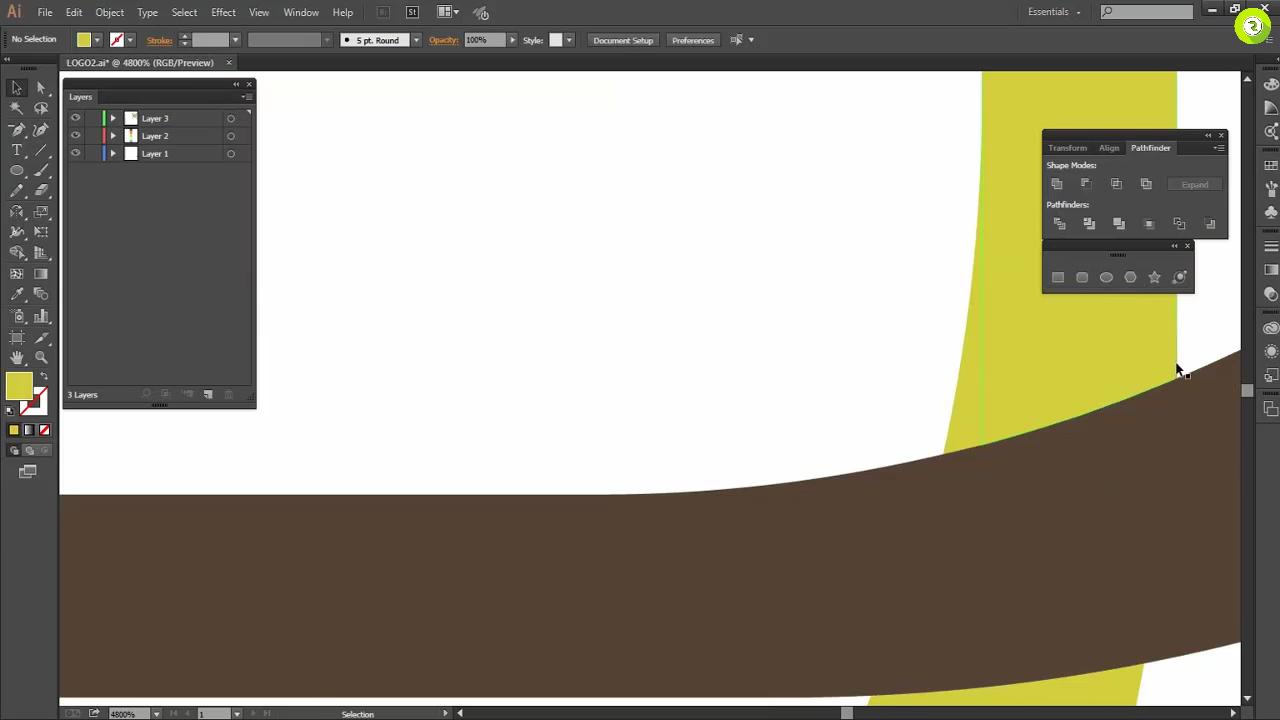 Ai File Edit Object Type Select Effect View Window Help Br St Essentials
No Selection Stroke: 5 pt. Round Opacity: 100% Style: Document Setup Preferences
LOGO2.ai* @ 4800% (RGB/Preview)
Layers
Layer 3
Layer 2
Layer 1
3 Layers
Transform Align Pathfinder
Shape Modes:
Expand
Pathfinders:
4800% 1 Selection